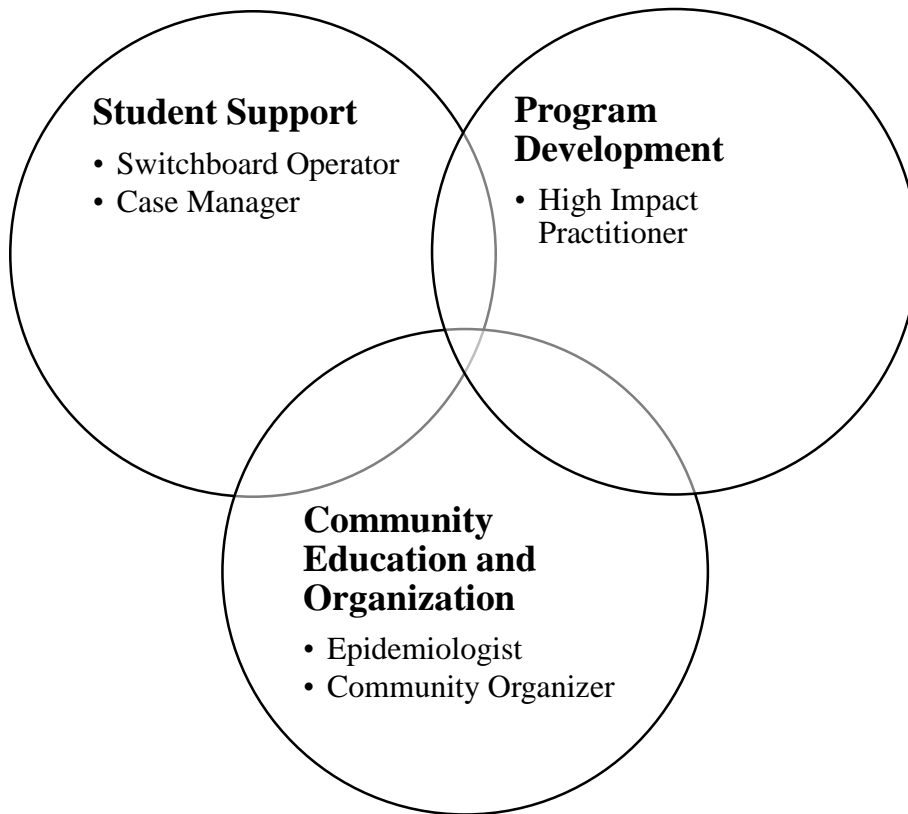 Student Support
• Switchboard Operator
• Case Manager
Program
Development
• High Impact
Practitioner
Community
Education and
Organization
• Epidemiologist
• Community Organizer